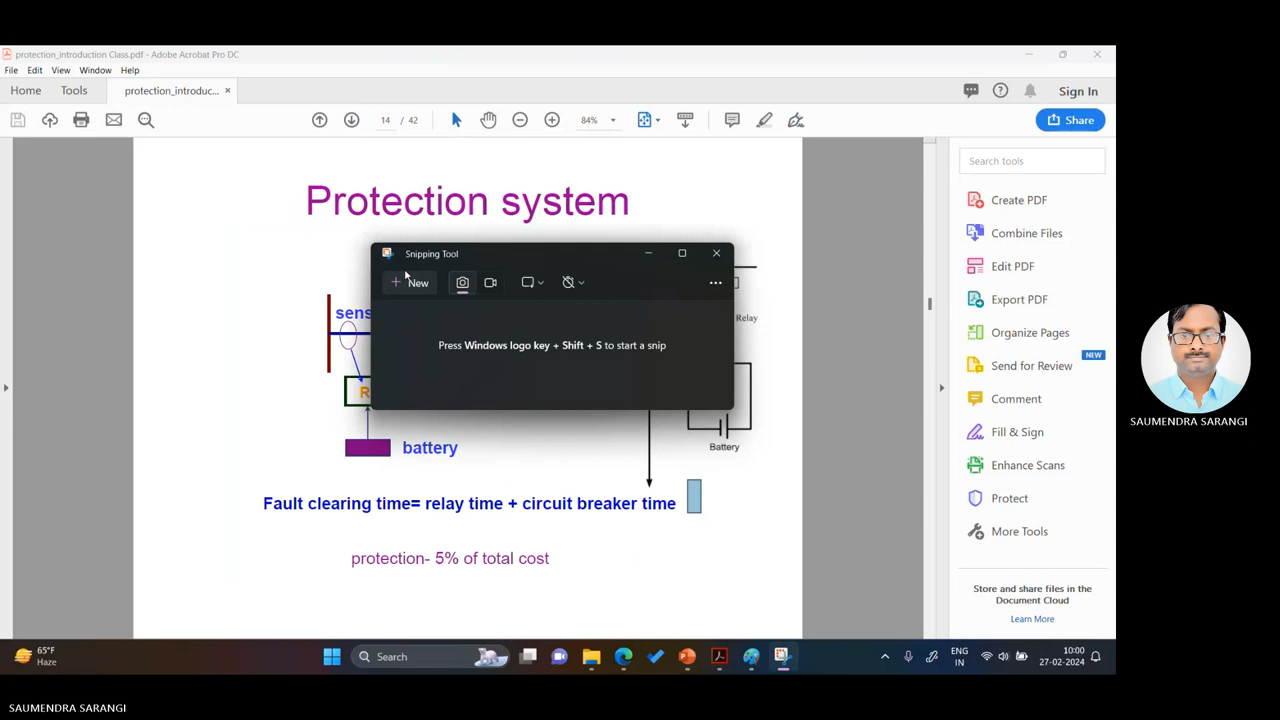 protection_introduction Class.pdf - Adobe Acrobat Pro DC
File Edit View Window Help
Home Tools protection_introduc... ×
Sign In
14 / 42
84%
Share
Search tools
Create PDF
Combine Files
Edit PDF
Export PDF
Organize Pages
Send for Review
NEW
Comment
Fill & Sign
Enhance Scans
Protect
More Tools
Store and share files in the
Document Cloud
Learn More
Protection system
Snipping Tool
New
Press Windows logo key + Shift + S to start a snip
sens
Relay
R
battery
Battery
Fault clearing time= relay time + circuit breaker time
protection- 5% of total cost
SAUMENDRA SARANGI
65°F
Haze
Search
ENG
IN
10:00
27-02-2024
SAUMENDRA SARANGI